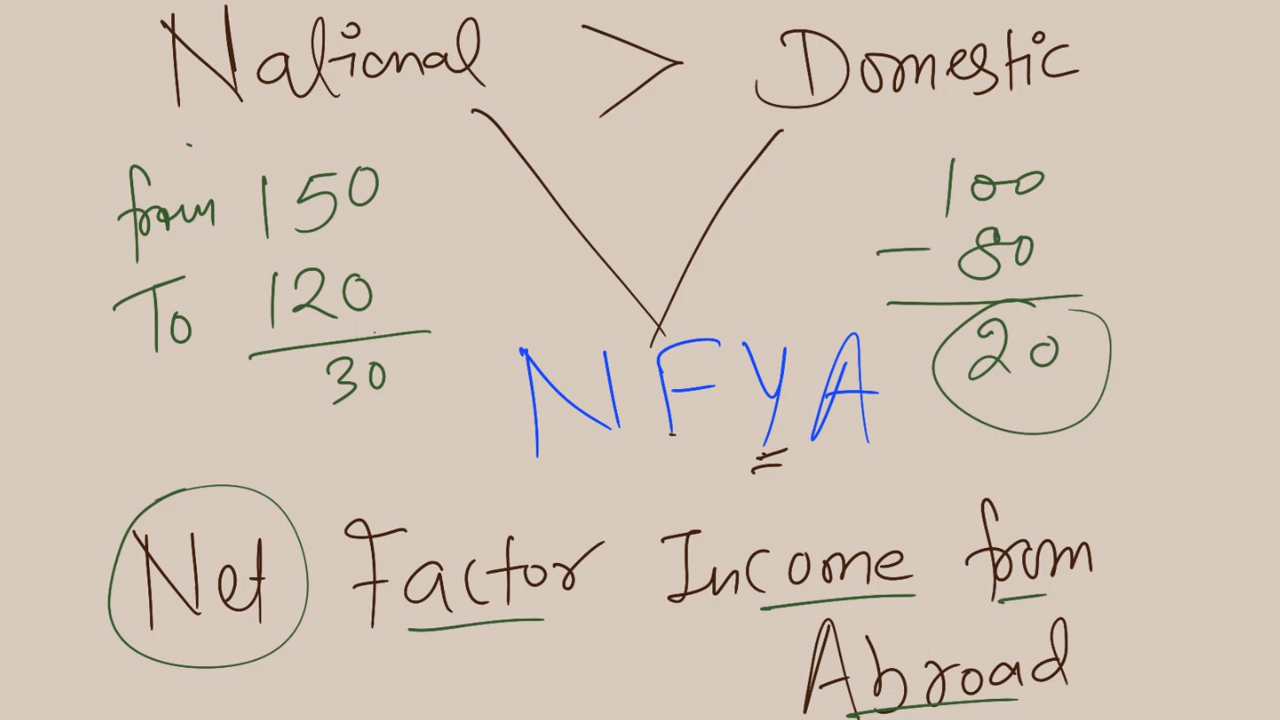 National > Domestic
from 150
To 120
30
100
- 80
20
NFYA
Net Factor Income from
Abroad